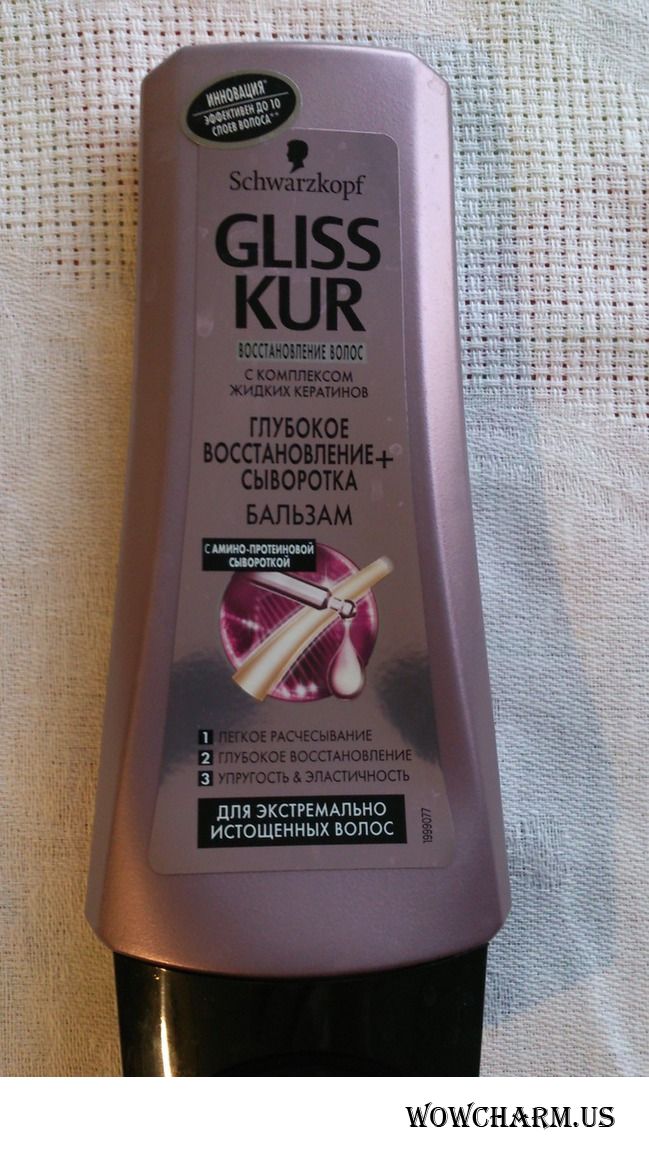 ИННОВАЦИЯ*
ЭФФЕКТИВЕН ДО 10
СЛОЕВ ВОЛОСА**
Schwarzkopf
GLISS
KUR
ВОССТАНОВЛЕНИЕ ВОЛОС
С КОМПЛЕКСОМ
ЖИДКИХ КЕРАТИНОВ
ГЛУБОКОЕ
ВОССТАНОВЛЕНИЕ+
СЫВОРОТКА
БАЛЬЗАМ
С АМИНО-ПРОТЕИНОВОЙ
СЫВОРОТКОЙ
1 ЛЕГКОЕ РАСЧЕСЫВАНИЕ
2 ГЛУБОКОЕ ВОССТАНОВЛЕНИЕ
3 УПРУГОСТЬ & ЭЛАСТИЧНОСТЬ
ДЛЯ ЭКСТРЕМАЛЬНО
ИСТОЩЕННЫХ ВОЛОС
1999077
WOWCHARM.US